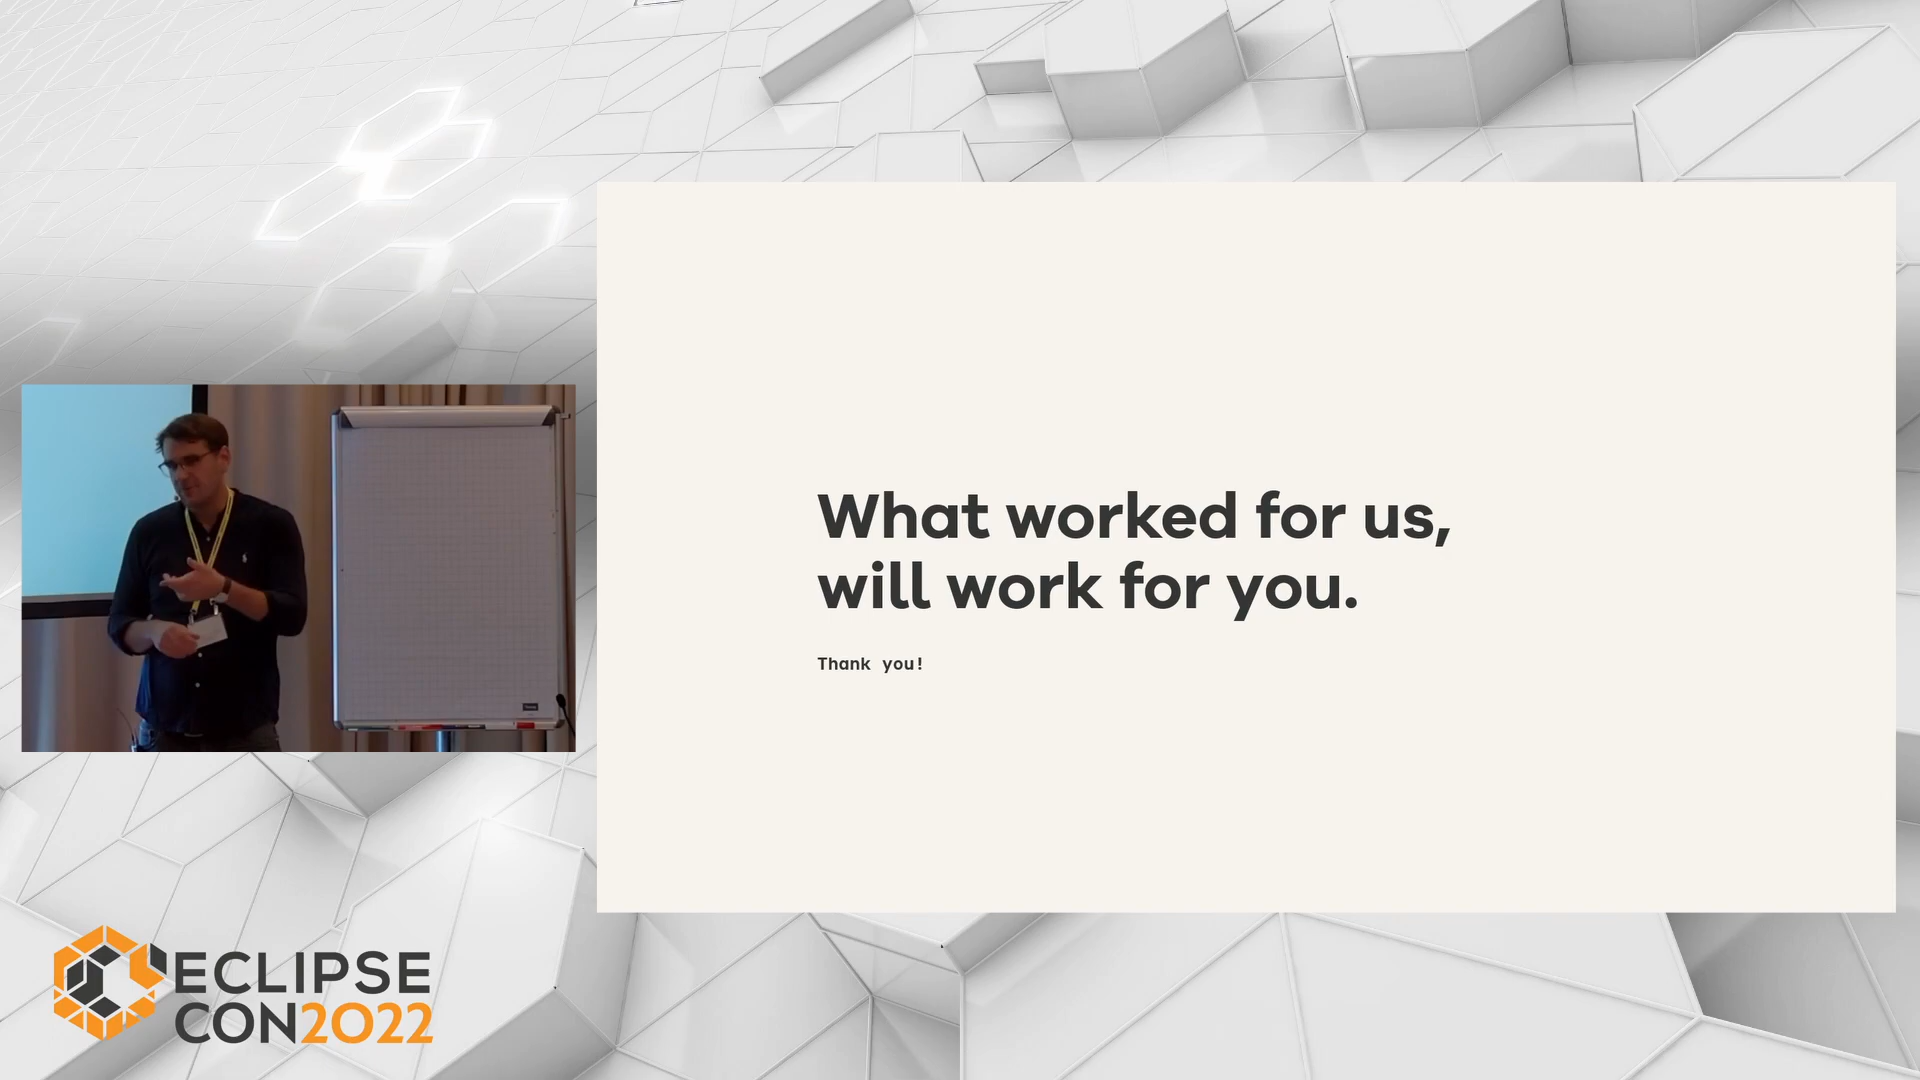 What worked for us,
will work for you.
Thank you!
ECLIPSE
CON2022